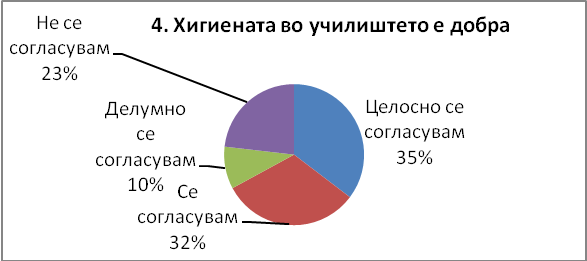 4. Хигиената во училиштето е добра
Не се
согласувам
23%
Целосно се
согласувам
35%
Делумно
се
согласувам
10%
Се
согласувам
32%